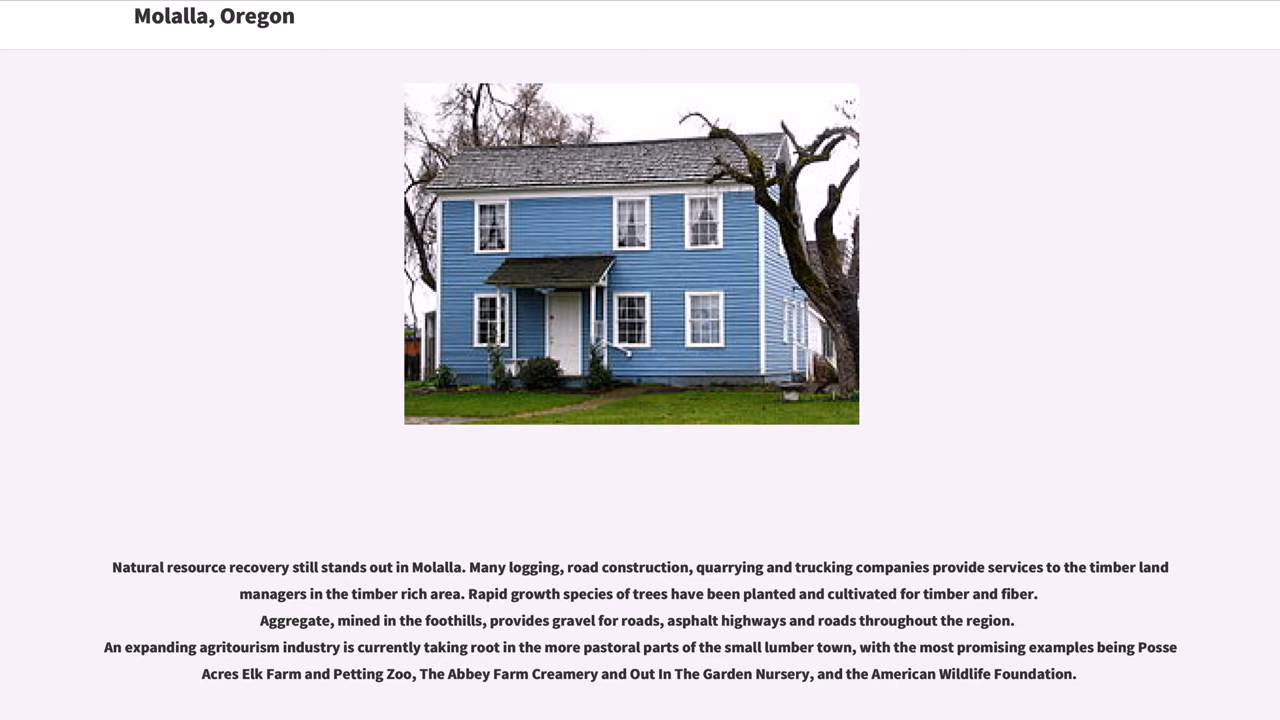 Molalla, Oregon
Natural resource recovery still stands out in Molalla. Many logging, road construction, quarrying and trucking companies provide services to the timber land
managers in the timber rich area. Rapid growth species of trees have been planted and cultivated for timber and fiber.
Aggregate, mined in the foothills, provides gravel for roads, asphalt highways and roads throughout the region.
An expanding agritourism industry is currently taking root in the more pastoral parts of the small lumber town, with the most promising examples being Posse
Acres Elk Farm and Petting Zoo, The Abbey Farm Creamery and Out In The Garden Nursery, and the American Wildlife Foundation.